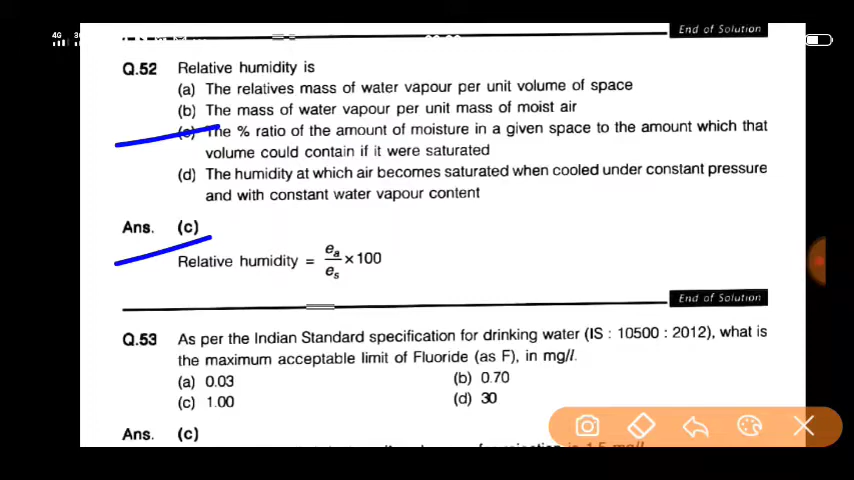 4G
End of Solution
Q.52 Relative humidity is
(a) The relatives mass of water vapour per unit volume of space
(b) The mass of water vapour per unit mass of moist air
(c) The % ratio of the amount of moisture in a given space to the amount which that
volume could contain if it were saturated
(d) The humidity at which air becomes saturated when cooled under constant pressure
and with constant water vapour content
Ans. (c)
Relative humidity = eₐ/eₛ × 100
End of Solution
Q.53 As per the Indian Standard specification for drinking water (IS : 10500 : 2012), what is
the maximum acceptable limit of Fluoride (as F), in mg/l.
(a) 0.03 (b) 0.70
(c) 1.00 (d) 30
Ans. (c)
is 1.5 mg/l